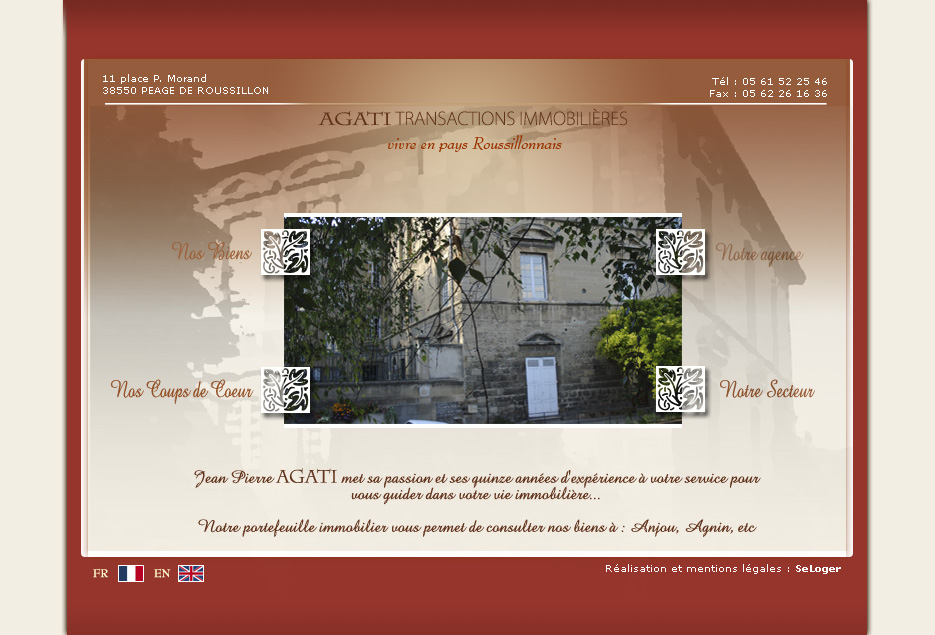 11 place P. Morand
38550 PEAGE DE ROUSSILLON
Tél : 05 61 52 25 46
Fax : 05 62 26 16 36
AGATI TRANSACTIONS IMMOBILIÈRES
vivre en pays Roussillonnais
Nos Biens
Notre agence
Nos Coups de Coeur
Notre Secteur
Jean Pierre AGATI met sa passion et ses quinze années d'expérience à votre service pour
vous guider dans votre vie immobilière...
Notre portefeuille immobilier vous permet de consulter nos biens à : Anjou, Agnin, etc
FR EN
Réalisation et mentions légales : SeLoger